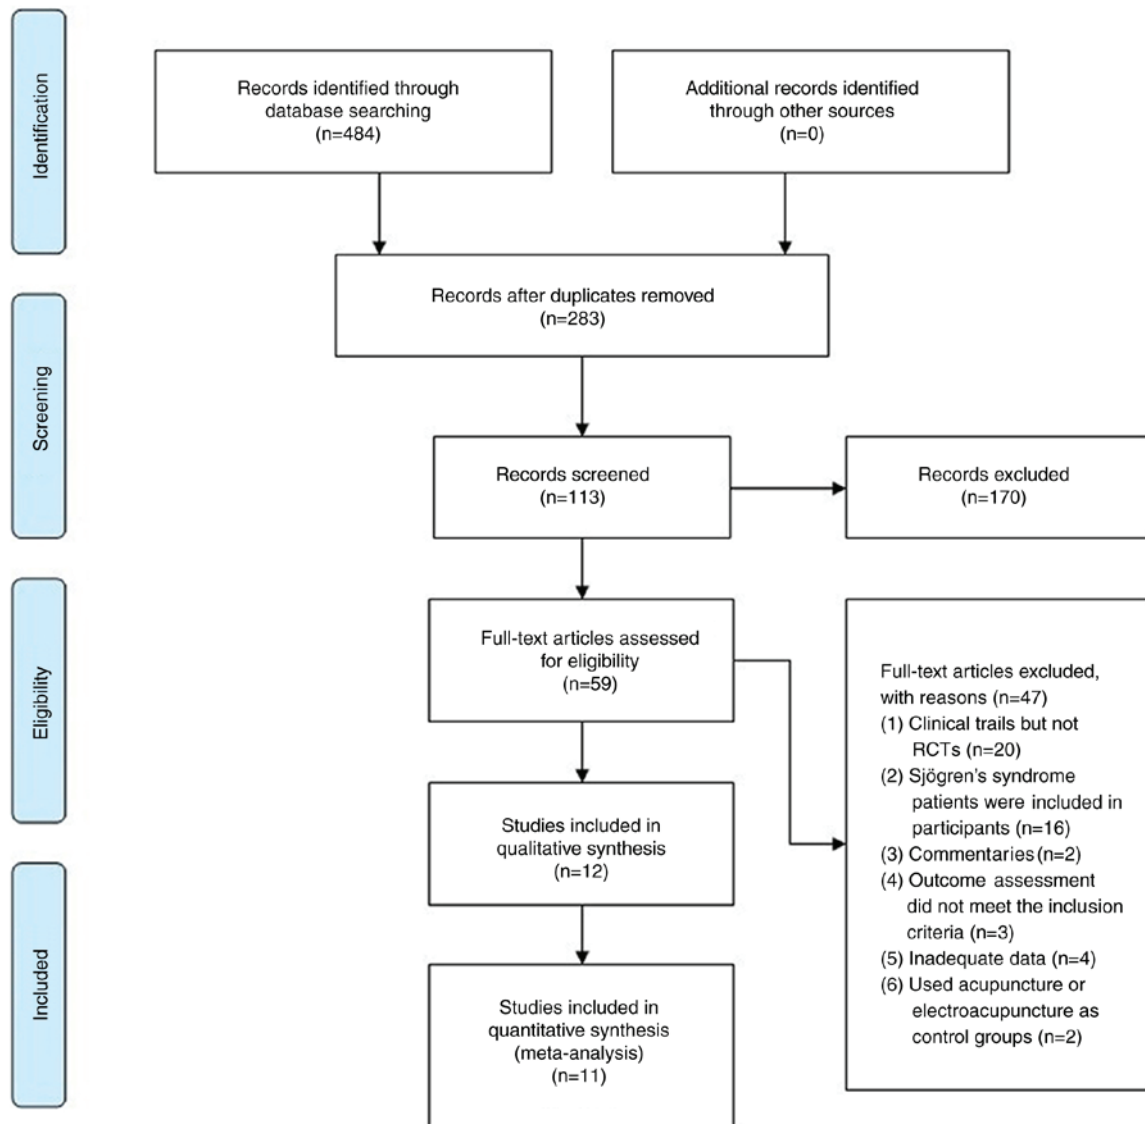 Identification
Records identified through
database searching
(n=484)
Additional records identified
through other sources
(n=0)
Records after duplicates removed
(n=283)
Screening
Records screened
(n=113)
Records excluded
(n=170)
Eligibility
Full-text articles assessed
for eligibility
(n=59)
Full-text articles excluded,
with reasons (n=47)
(1) Clinical trails but not
RCTs (n=20)
(2) Sjögren's syndrome
patients were included in
participants (n=16)
(3) Commentaries (n=2)
(4) Outcome assessment
did not meet the inclusion
criteria (n=3)
(5) Inadequate data (n=4)
(6) Used acupuncture or
electroacupuncture as
control groups (n=2)
Studies included in
qualitative synthesis
(n=12)
Included
Studies included in
quantitative synthesis
(meta-analysis)
(n=11)